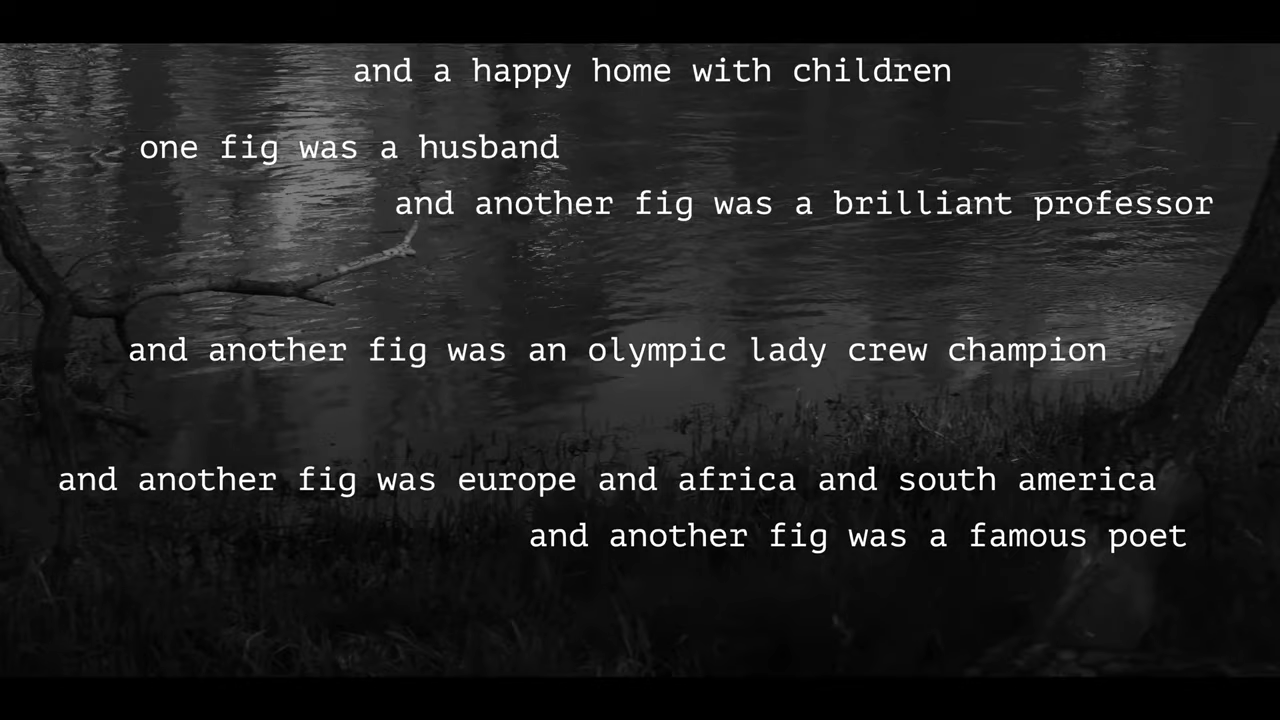 and a happy home with children
one fig was a husband
and another fig was a brilliant professor
and another fig was an olympic lady crew champion
and another fig was europe and africa and south america
and another fig was a famous poet